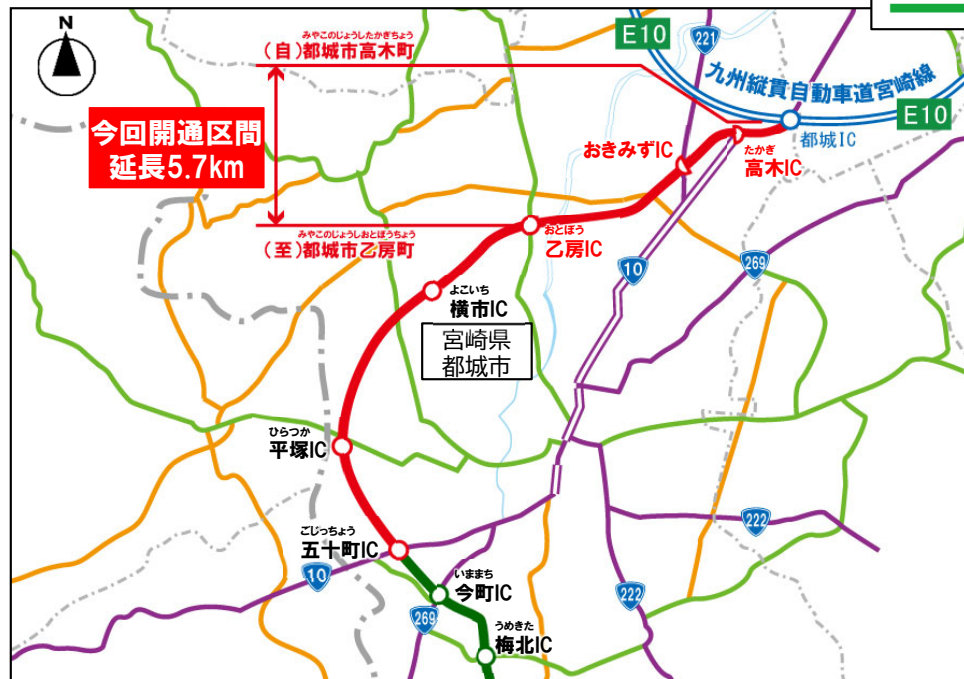 N
みやこのじょうしたかぎちょう
(自)都城市高木町
E10
221
九州縦貫自動車道宮崎線
E10
都城IC
今回開通区間
延長5.7km
おきみずIC
たかぎ
高木IC
みやこのじょうしおとぼうちょう
(至)都城市乙房町
おとぼう
乙房IC
10
269
よこいち
横市IC
宮崎県
都城市
ひらつか
平塚IC
222
ごじっちょう
五十町IC
10
いままち
今町IC
269
222
うめきた
梅北IC